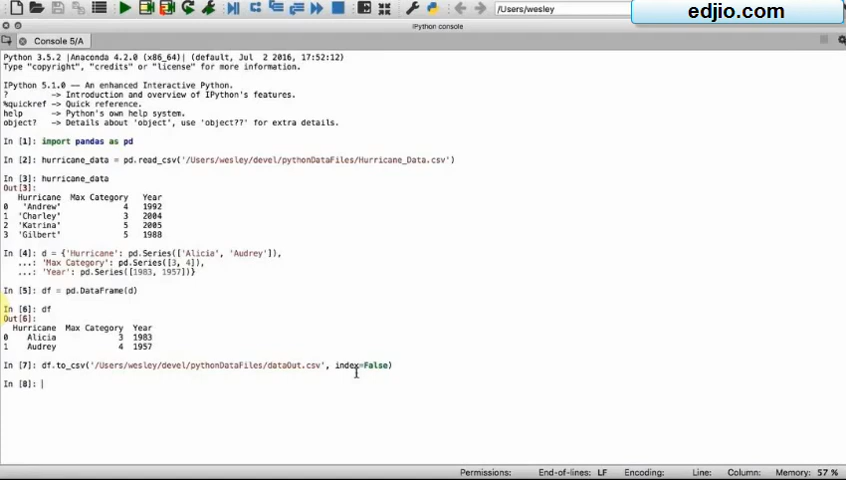 /Users/wesley
edjio.com
IPython console
Console 5/A
Python 3.5.2 |Anaconda 4.2.0 (x86_64)| (default, Jul  2 2016, 17:52:12)
Type "copyright", "credits" or "license" for more information.
IPython 5.1.0 -- An enhanced Interactive Python.
?         -> Introduction and overview of IPython's features.
%quickref -> Quick reference.
help      -> Python's own help system.
object?   -> Details about 'object', use 'object??' for extra details.
In [1]: import pandas as pd
In [2]: hurricane_data = pd.read_csv('/Users/wesley/devel/pythonDataFiles/Hurricane_Data.csv')
In [3]: hurricane_data
Out[3]:
Hurricane  Max Category  Year
0  'Andrew'  4  1992
1  'Charley'  3  2004
2  'Katrina'  5  2005
3  'Gilbert'  5  1988
In [4]: d = {'Hurricane': pd.Series(['Alicia', 'Audrey']),
...: 'Max Category': pd.Series([3, 4]),
...: 'Year': pd.Series([1983, 1957])}
In [5]: df = pd.DataFrame(d)
In [6]: df
Out[6]:
Hurricane  Max Category  Year
0  Alicia  3  1983
1  Audrey  4  1957
In [7]: df.to_csv('/Users/wesley/devel/pythonDataFiles/dataOut.csv', index=False)
In [8]:
Permissions:  End-of-lines: LF  Encoding:  Line:  Column:  Memory: 57 %